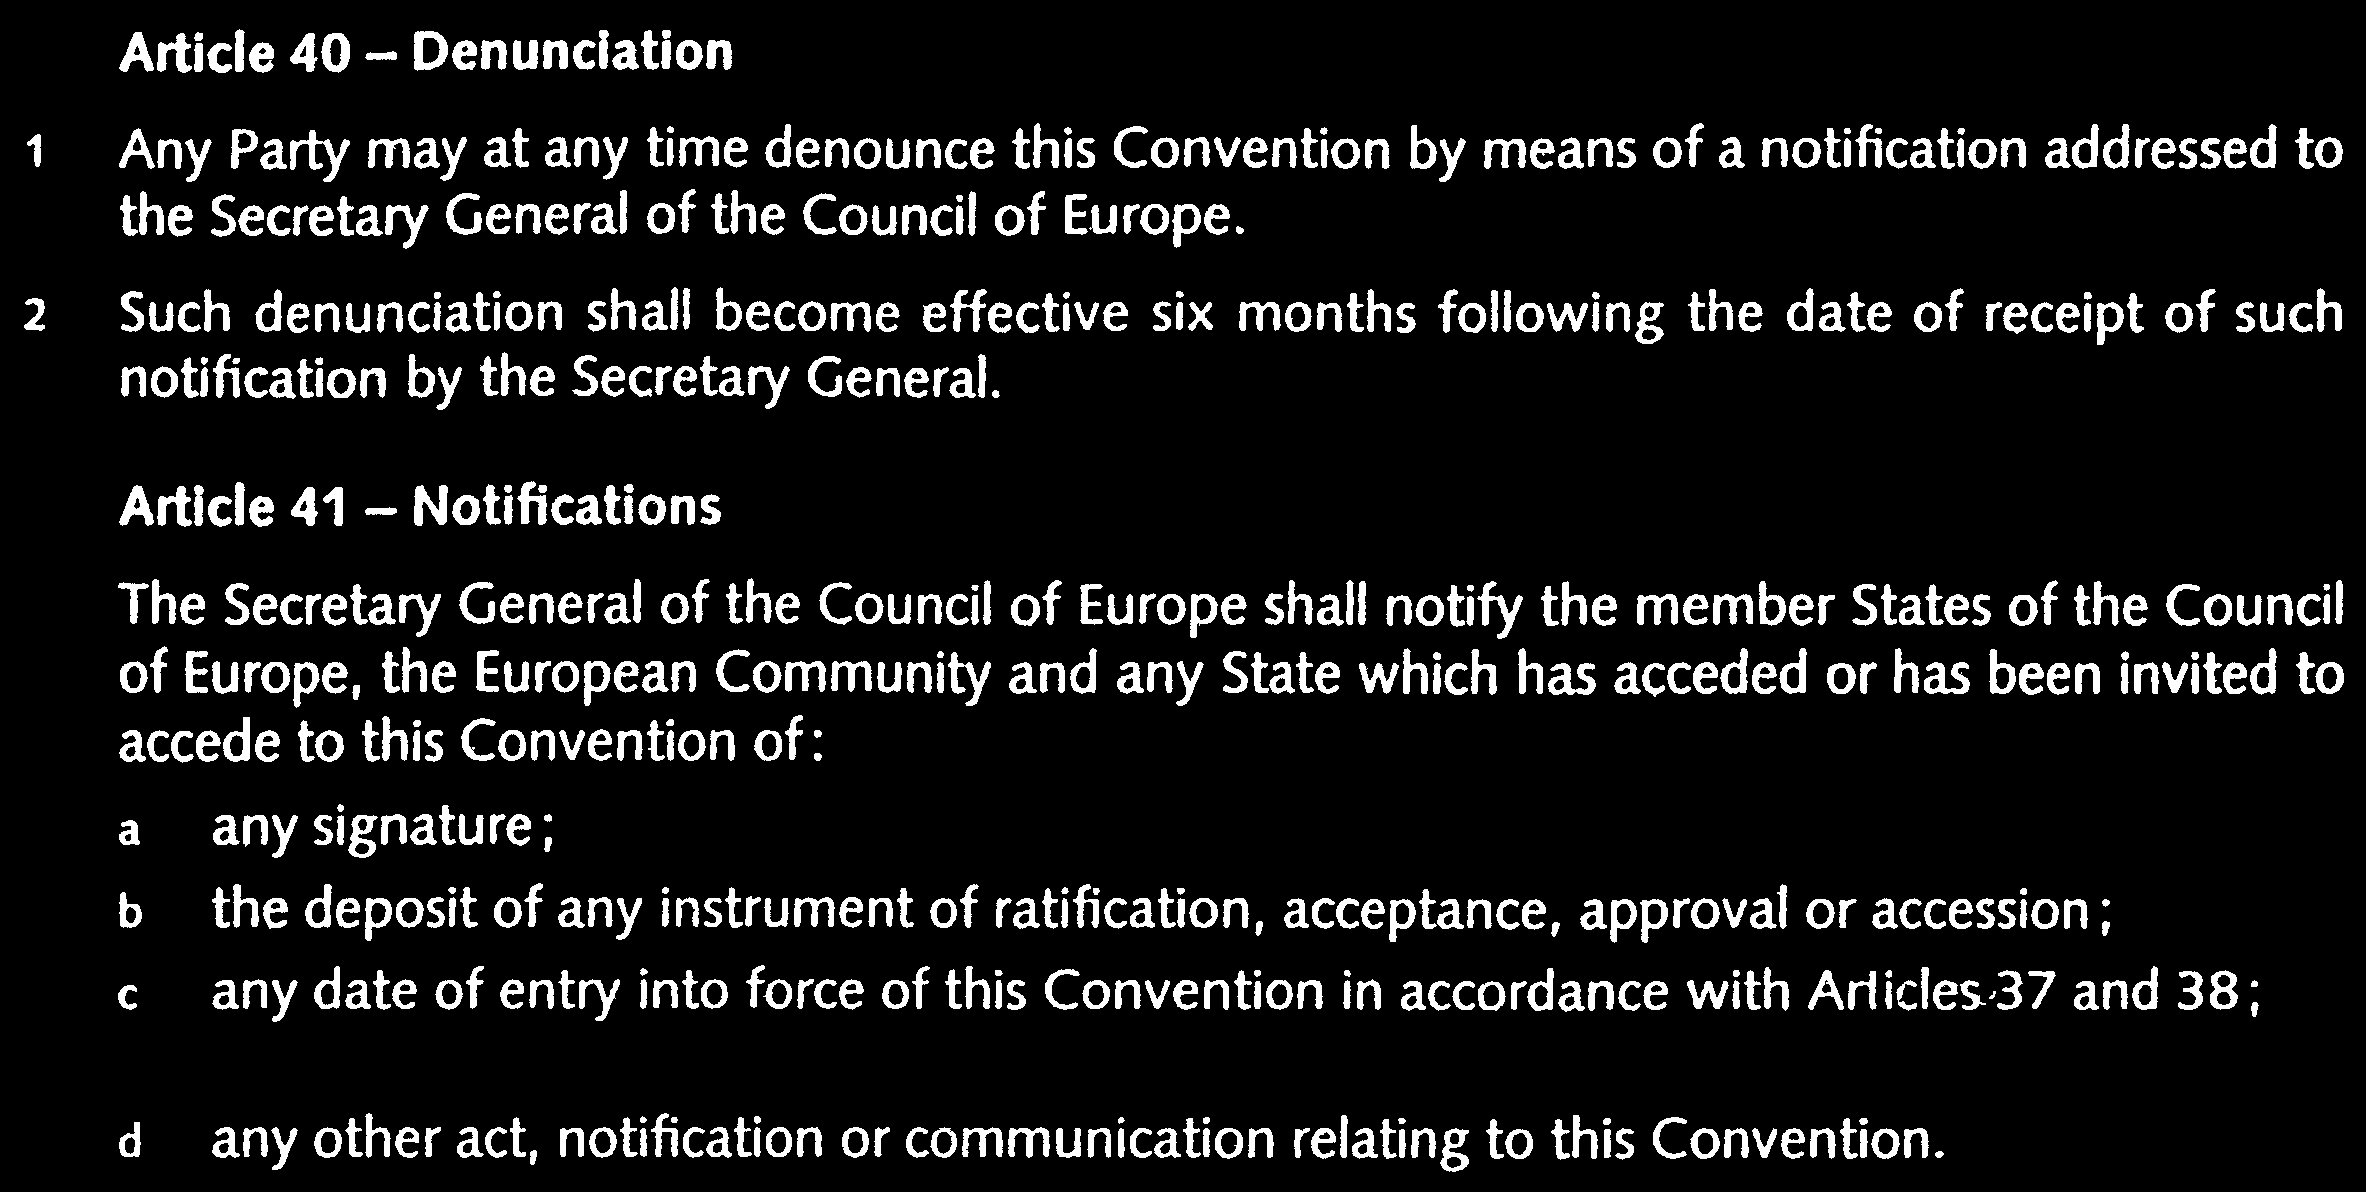 Article 40 – Denunciation
1 Any Party may at any time denounce this Convention by means of a notification addressed to
the Secretary General of the Council of Europe.
2 Such denunciation shall become effective six months following the date of receipt of such
notification by the Secretary General.
Article 41 – Notifications
The Secretary General of the Council of Europe shall notify the member States of the Council
of Europe, the European Community and any State which has acceded or has been invited to
accede to this Convention of:
a any signature;
b the deposit of any instrument of ratification, acceptance, approval or accession;
c any date of entry into force of this Convention in accordance with Articles 37 and 38;
d any other act, notification or communication relating to this Convention.